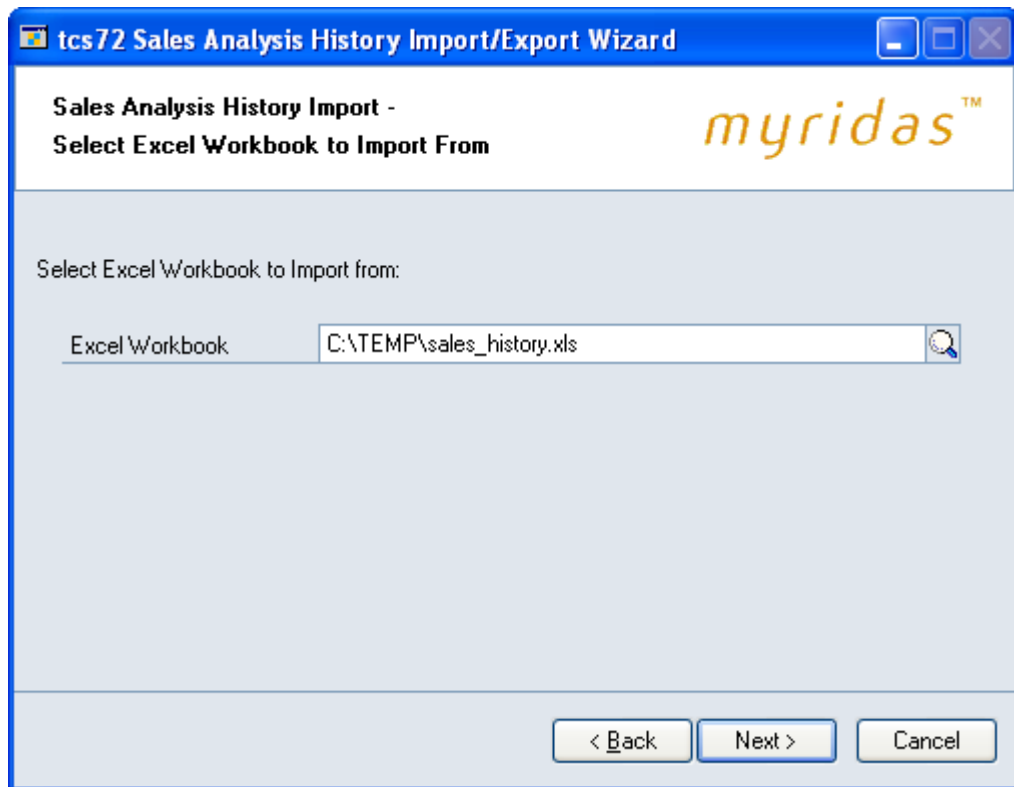 tcs72 Sales Analysis History Import/Export Wizard
Sales Analysis History Import -
Select Excel Workbook to Import From
myridas™
Select Excel Workbook to Import from:
Excel Workbook C:\TEMP\sales_history.xls
< Back Next > Cancel